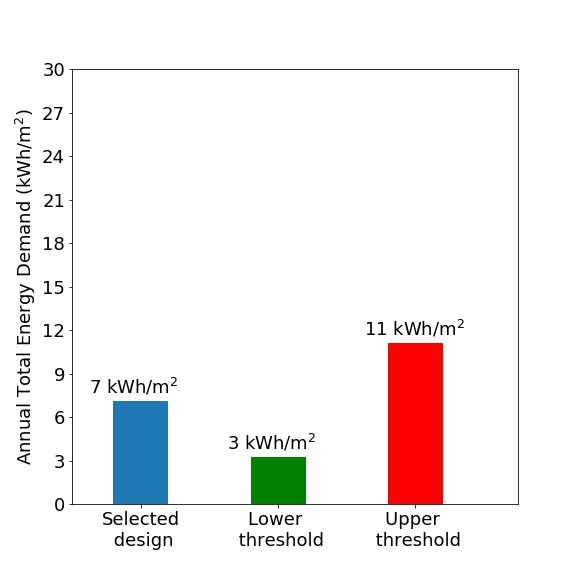 Annual Total Energy Demand (kWh/m²)
30
27
24
21
18
15
12
9
6
3
0
7 kWh/m²
3 kWh/m²
11 kWh/m²
Selected
design
Lower
threshold
Upper
threshold